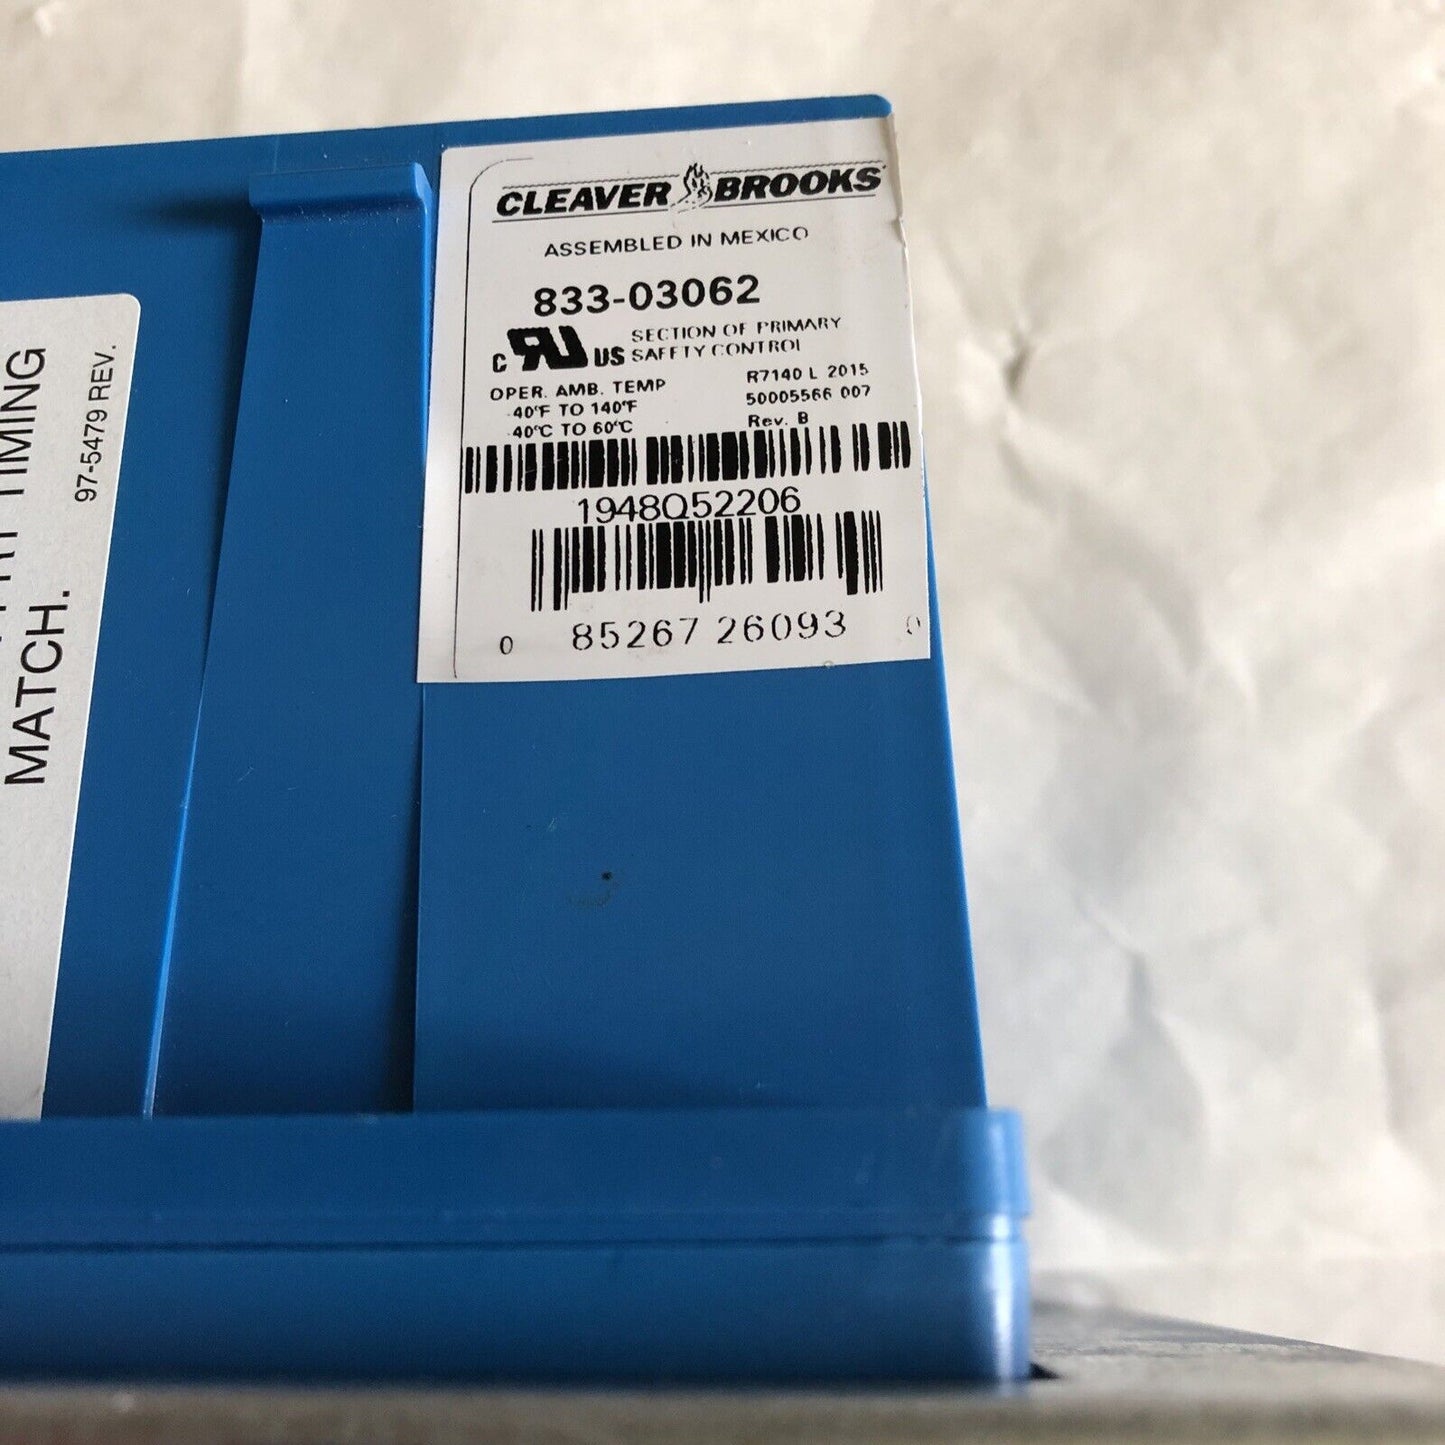 CLEAVER BROOKS
ASSEMBLED IN MEXICO
833-03062
C RU US SECTION OF PRIMARY
SAFETY CONTROL
OPER. AMB. TEMP
-40°F TO 140°F
-40°C TO 60°C
R7140 L 2015
50005566 007
Rev. B
1948Q52206
0 85267 26093 0
TIMING
MATCH.
97-5479 REV.